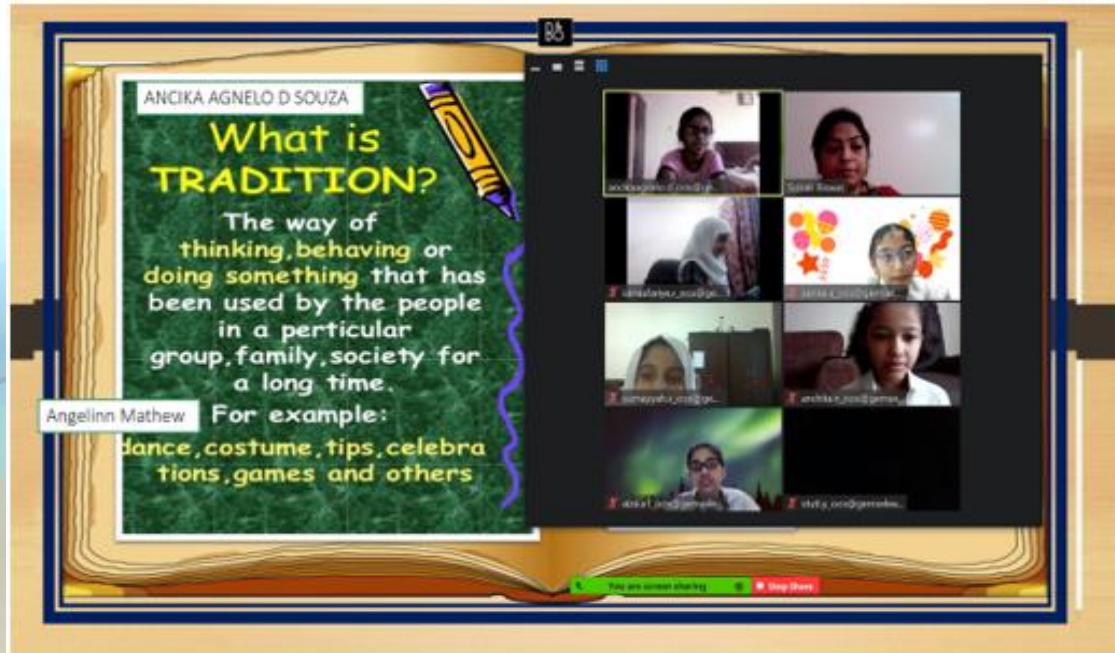 ANCIKA AGNELO D SOUZA
What is
TRADITION?
The way of
thinking,behaving or
doing something that has
been used by the people
in a perticular
group,family,society for
a long time.
Angelinn Mathew
For example:
dance,costume,tips,celebra
tions,games and others
You are screen sharing
Stop Share